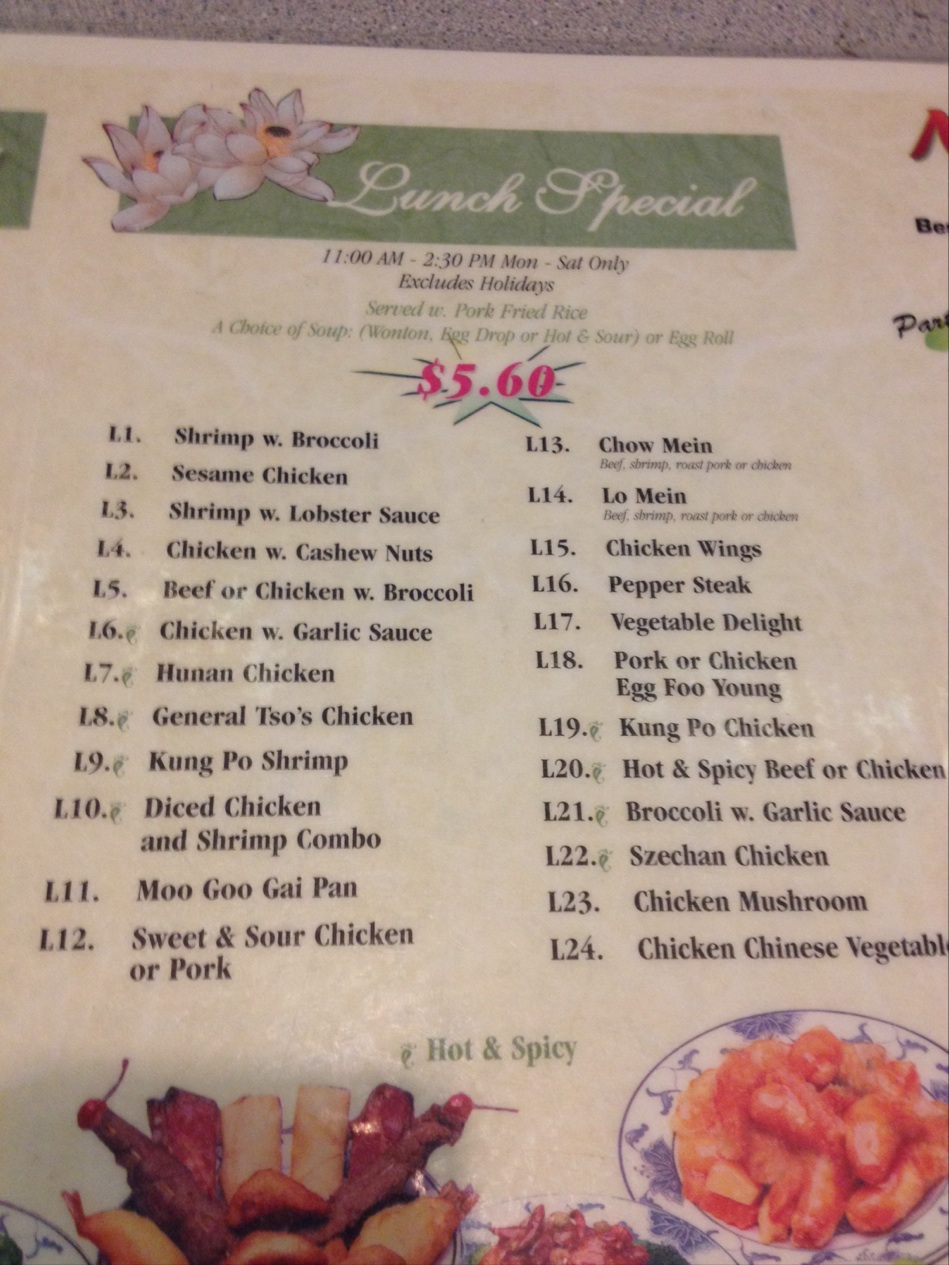 Lunch Special
11:00 AM - 2:30 PM Mon - Sat Only
Excludes Holidays
Served w. Pork Fried Rice
A Choice of Soup: (Wonton, Egg Drop or Hot & Sour) or Egg Roll
$5.60
L1. Shrimp w. Broccoli
L2. Sesame Chicken
L3. Shrimp w. Lobster Sauce
L4. Chicken w. Cashew Nuts
L5. Beef or Chicken w. Broccoli
L6. Chicken w. Garlic Sauce
L7. Hunan Chicken
L8. General Tso's Chicken
L9. Kung Po Shrimp
L10. Diced Chicken
and Shrimp Combo
L11. Moo Goo Gai Pan
L12. Sweet & Sour Chicken
or Pork
L13. Chow Mein
Beef, shrimp, roast pork or chicken
L14. Lo Mein
Beef, shrimp, roast pork or chicken
L15. Chicken Wings
L16. Pepper Steak
L17. Vegetable Delight
L18. Pork or Chicken
Egg Foo Young
L19. Kung Po Chicken
L20. Hot & Spicy Beef or Chicken
L21. Broccoli w. Garlic Sauce
L22. Szechan Chicken
L23. Chicken Mushroom
L24. Chicken Chinese Vegetabl
Hot & Spicy